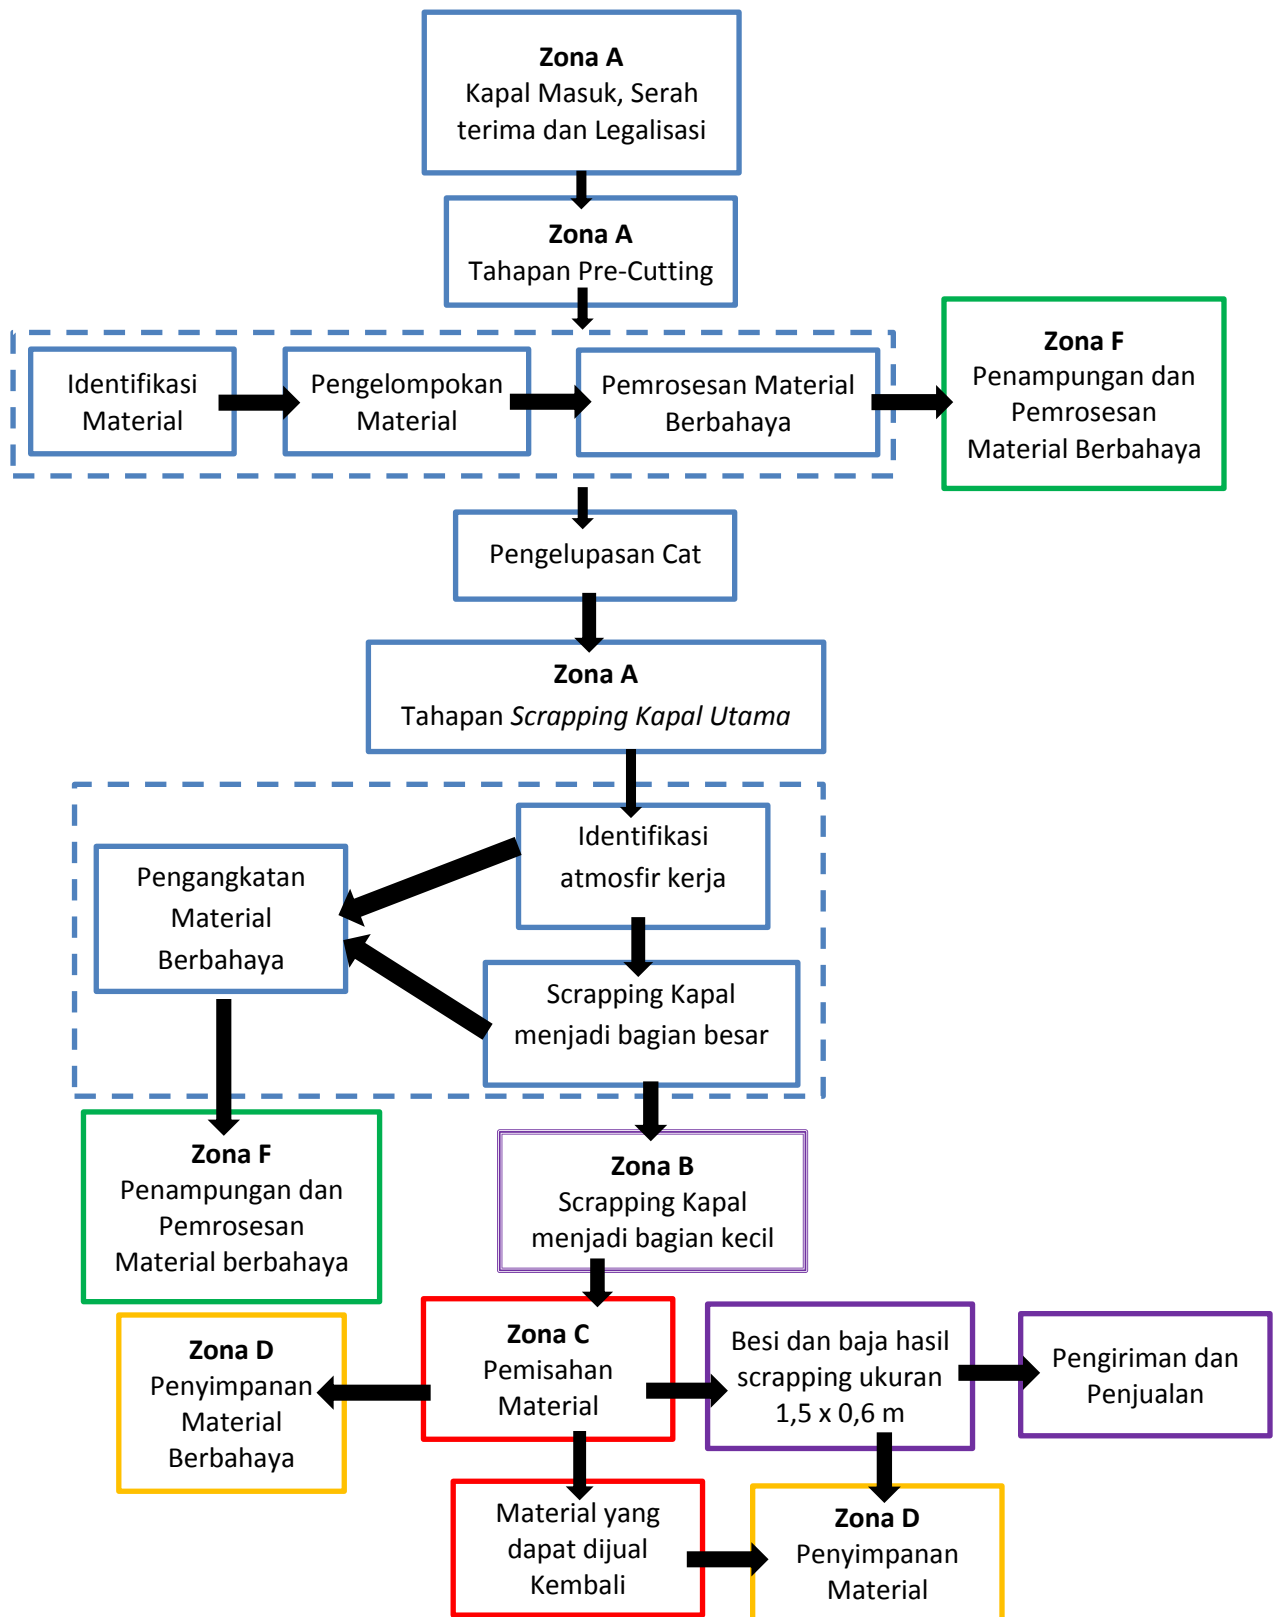 Zona A
Kapal Masuk, Serah
terima dan Legalisasi
Zona A
Tahapan Pre-Cutting
Identifikasi
Material
Pengelompokan
Material
Pemrosesan Material
Berbahaya
Zona F
Penampungan dan
Pemrosesan
Material Berbahaya
Pengelupasan Cat
Zona A
Tahapan Scrapping Kapal Utama
Identifikasi
atmosfir kerja
Pengangkatan
Material
Berbahaya
Scrapping Kapal
menjadi bagian besar
Zona F
Penampungan dan
Pemrosesan
Material berbahaya
Zona B
Scrapping Kapal
menjadi bagian kecil
Zona D
Penyimpanan
Material
Berbahaya
Zona C
Pemisahan
Material
Besi dan baja hasil
scrapping ukuran
1,5 x 0,6 m
Pengiriman dan
Penjualan
Material yang
dapat dijual
Kembali
Zona D
Penyimpanan
Material